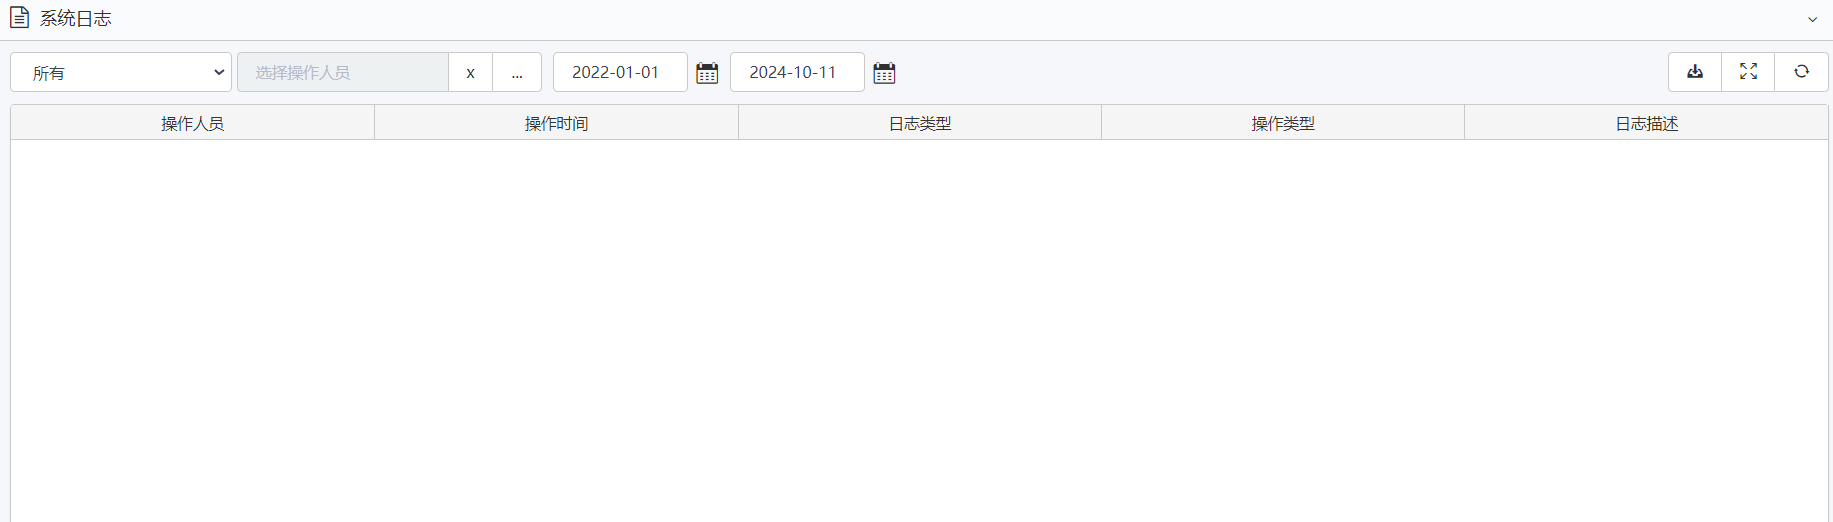 系统日志
所有 选择操作人员 x ... 2022-01-01 2024-10-11
操作人员 操作时间 日志类型 操作类型 日志描述